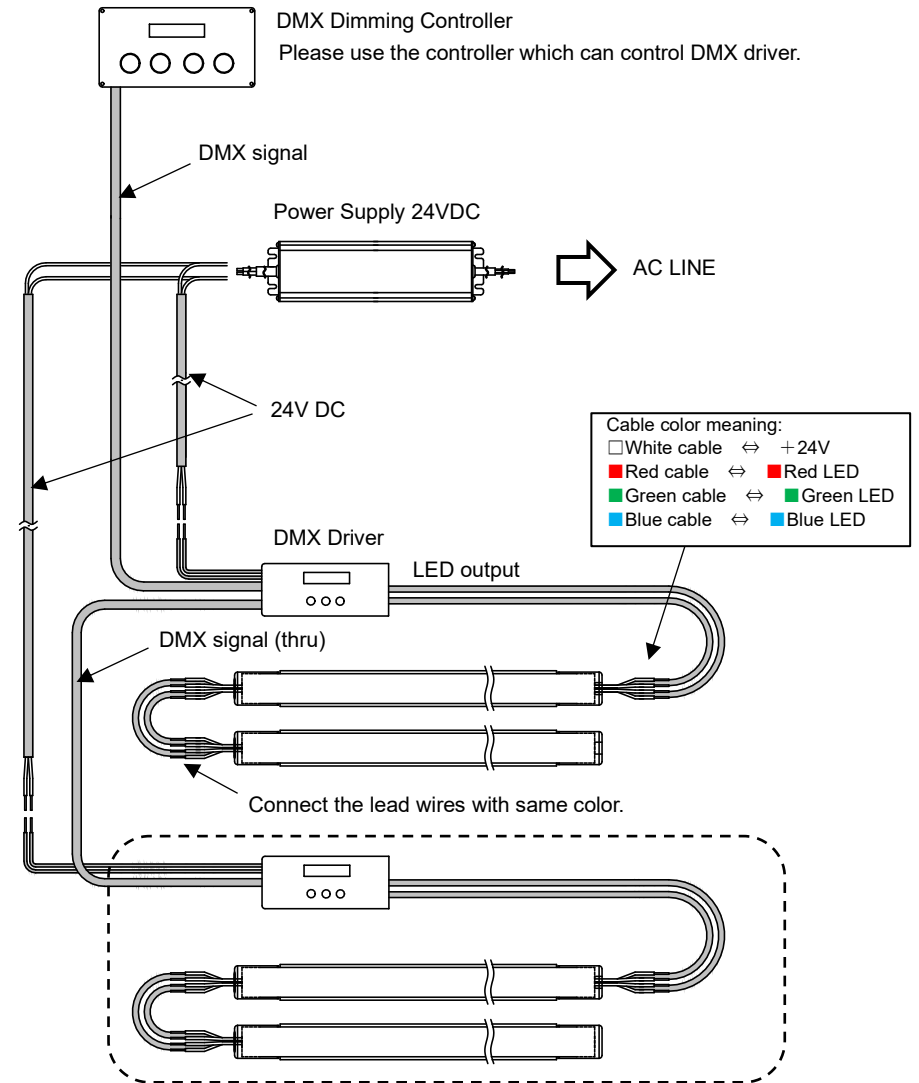 DMX Dimming Controller
Please use the controller which can control DMX driver.
DMX signal
Power Supply 24VDC
AC LINE
24V DC
Cable color meaning:
□White cable ⇔ ＋24V
■Red cable ⇔ ■Red LED
■Green cable ⇔ ■Green LED
■Blue cable ⇔ ■Blue LED
DMX Driver
LED output
DMX signal (thru)
Connect the lead wires with same color.